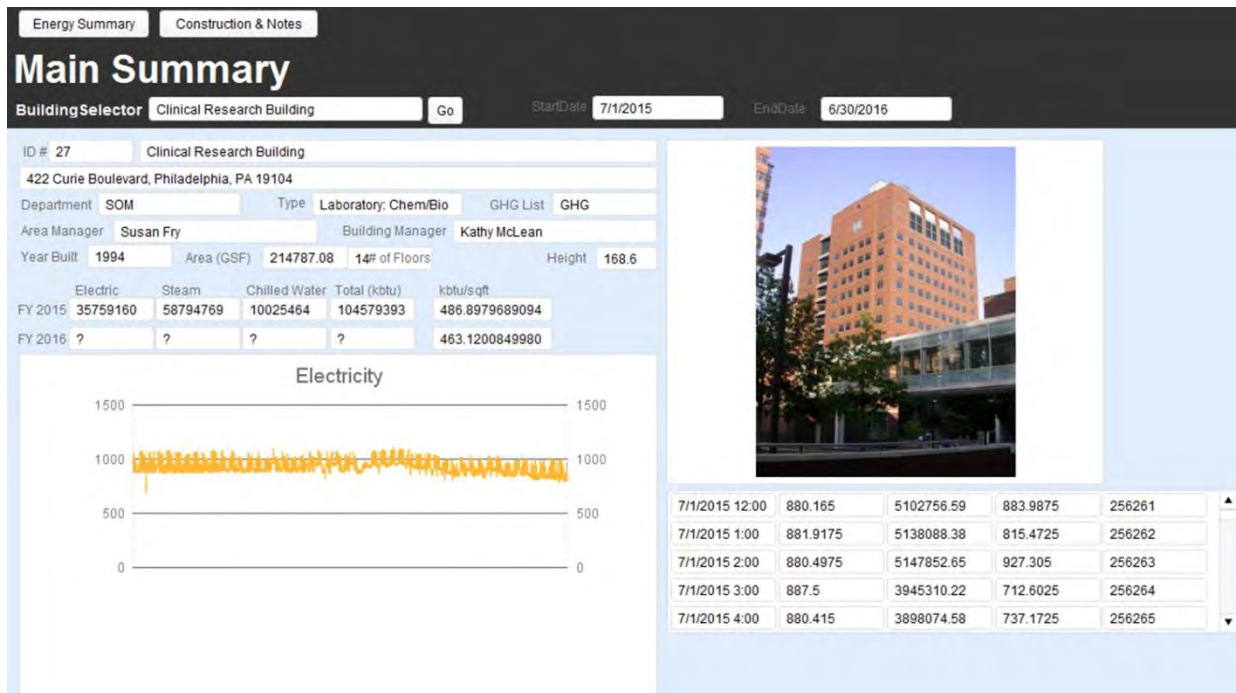 Energy Summary Construction & Notes
Main Summary
BuildingSelector Clinical Research Building Go StartDate 7/1/2015 EndDate 6/30/2016
ID # 27 Clinical Research Building
422 Curie Boulevard, Philadelphia, PA 19104
Department SOM Type Laboratory: Chem/Bio GHG List GHG
Area Manager Susan Fry Building Manager Kathy McLean
Year Built 1994 Area (GSF) 214787.08 14# of Floors Height 168.6
Electric Steam Chilled Water Total (kbtu) kbtu/sqft
FY 2015 35759160 58794769 10025464 104579393 486.8979689094
FY 2016 ? ? ? ? 463.1200849980
Electricity
1500 1500
1000 1000
500 500
0 0
7/1/2015 12:00 880.165 5102756.59 883.9875 256261
7/1/2015 1:00 881.9175 5138088.38 815.4725 256262
7/1/2015 2:00 880.4975 5147852.65 927.305 256263
7/1/2015 3:00 887.5 3945310.22 712.6025 256264
7/1/2015 4:00 880.415 3898074.58 737.1725 256265